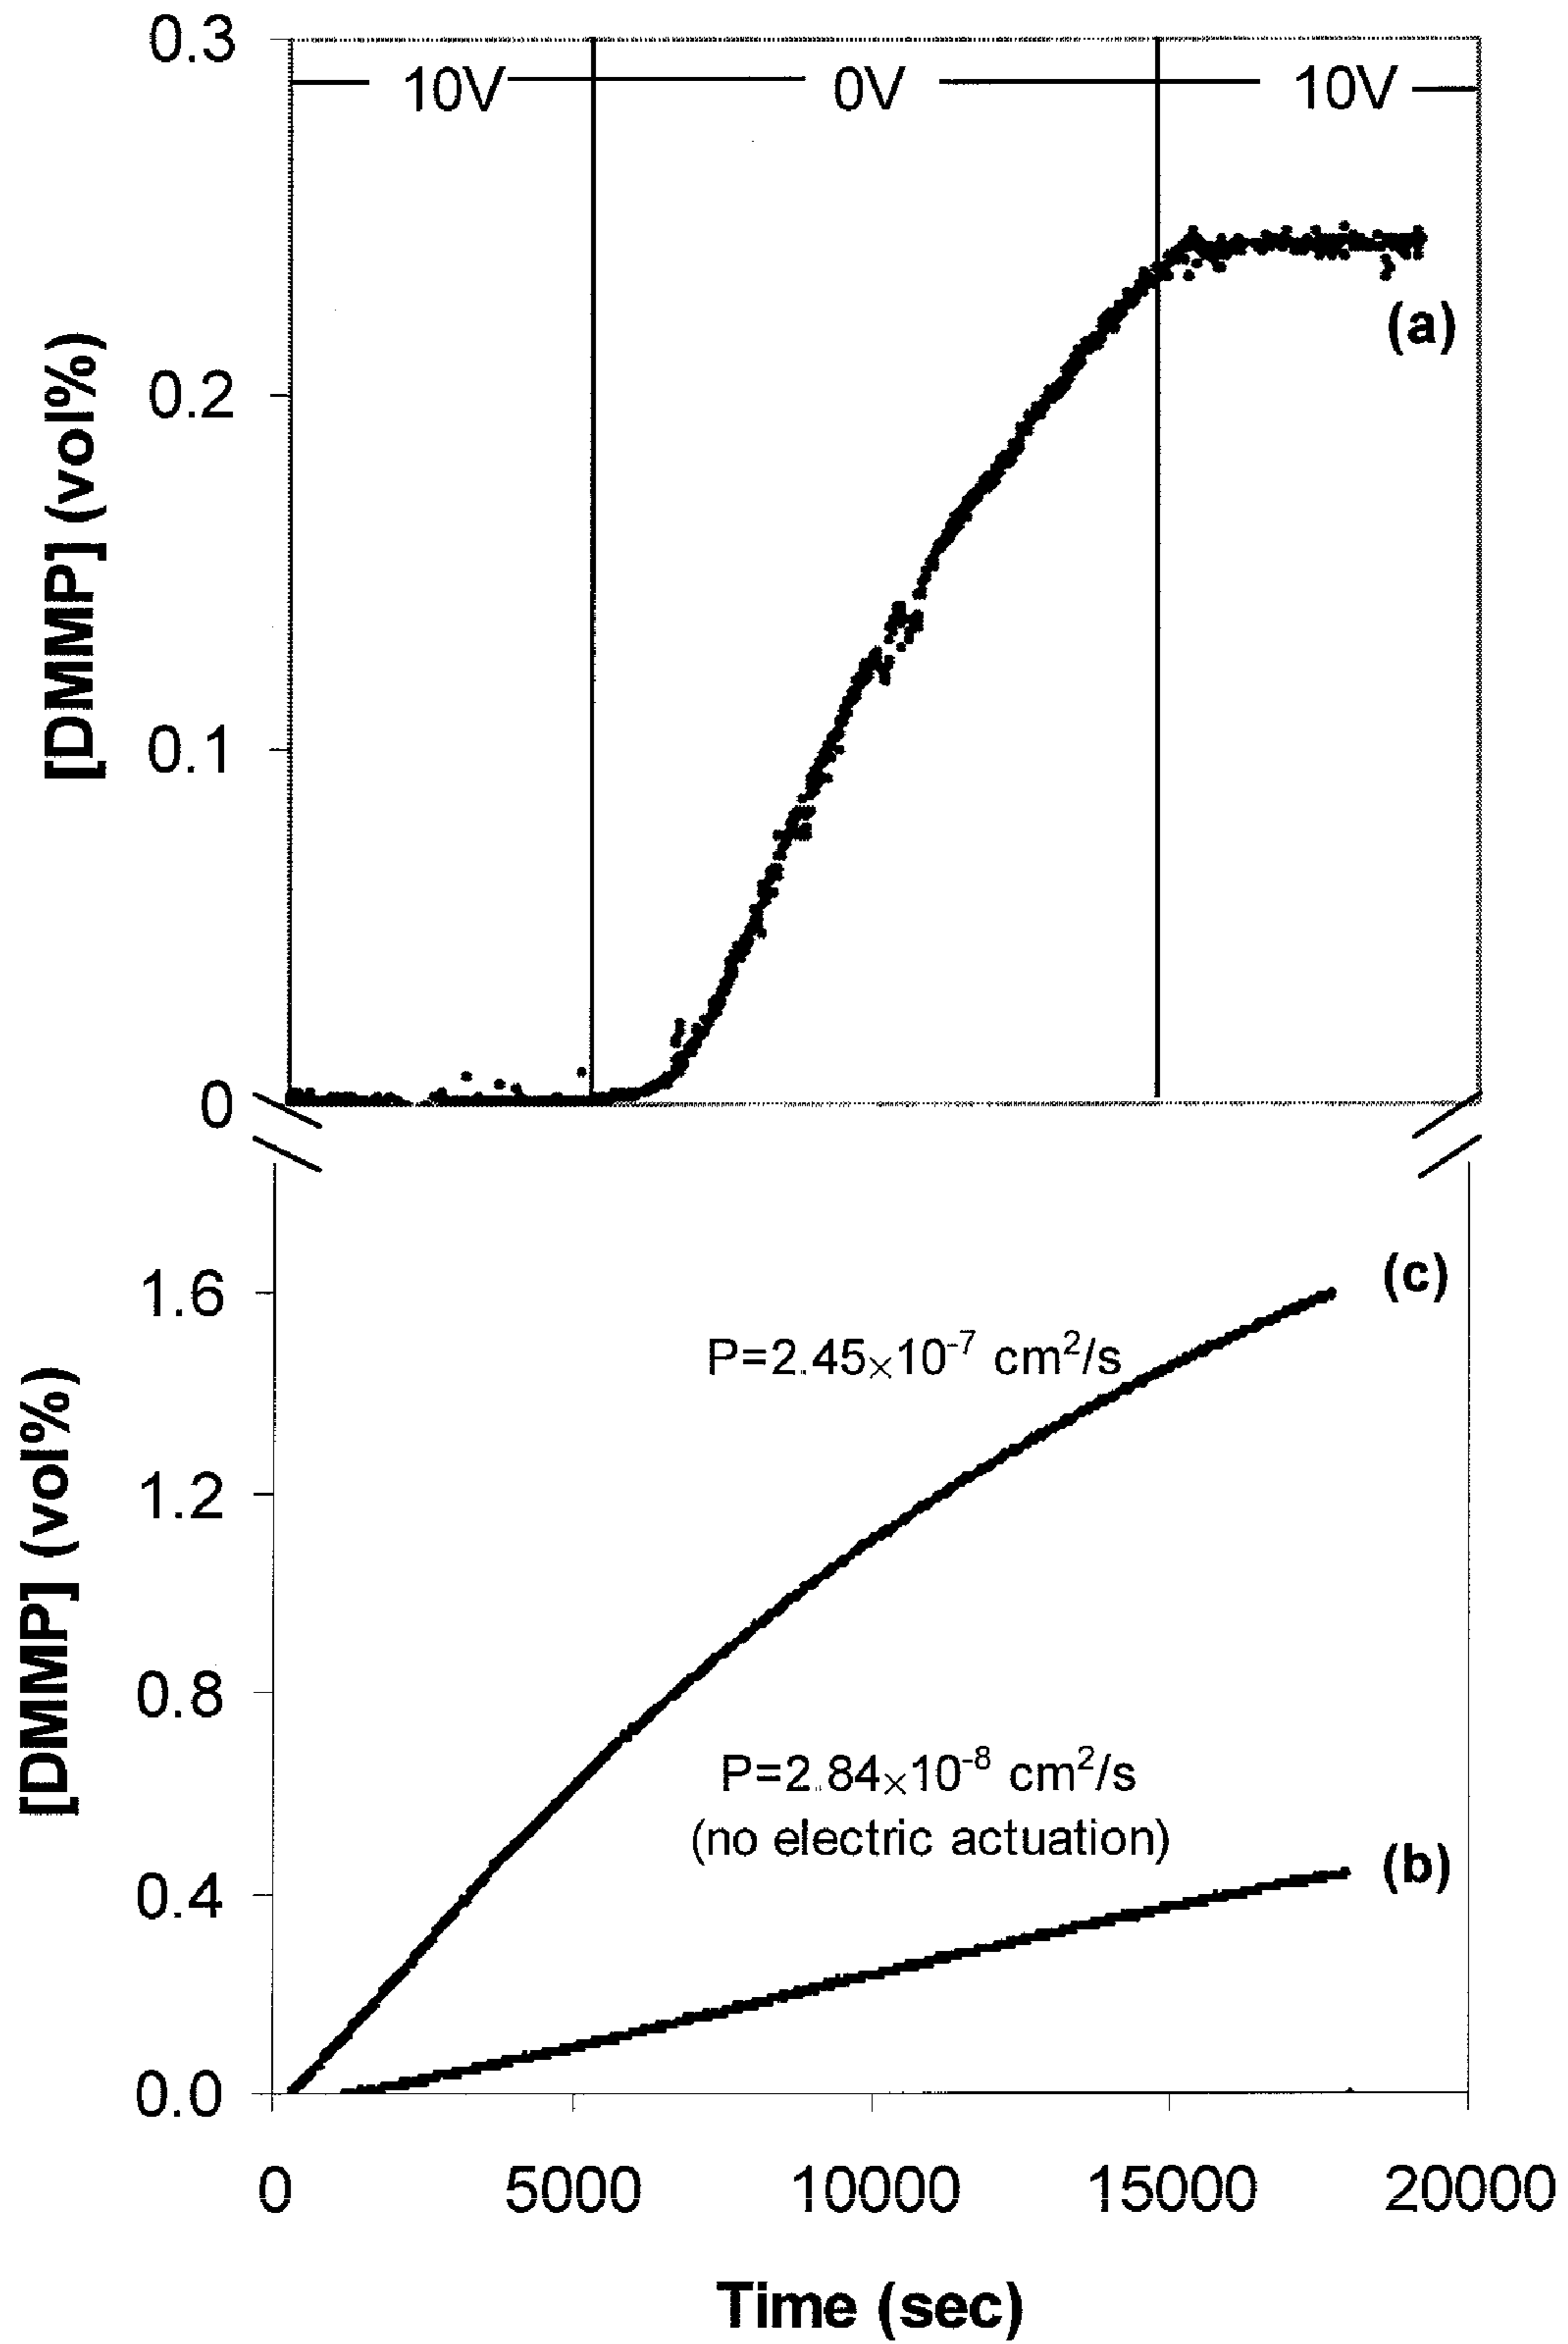 0.3
10V
0V
10V
(a)
0.2
[DMMP] (vol%)
0.1
0
(c)
1.6
P=2.45×10⁻⁷ cm²/s
1.2
[DMMP] (vol%)
0.8
P=2.84×10⁻⁸ cm²/s
(no electric actuation)
(b)
0.4
0.0
0 5000 10000 15000 20000
Time (sec)